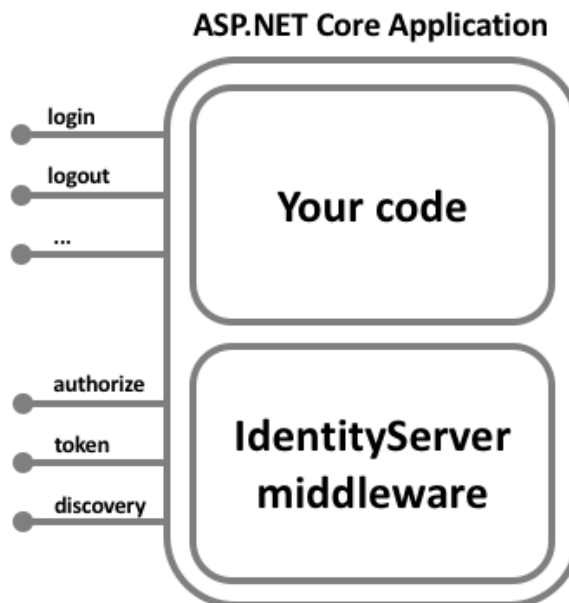 ASP.NET Core Application
login
logout
...
Your code
authorize
token
discovery
IdentityServer
middleware